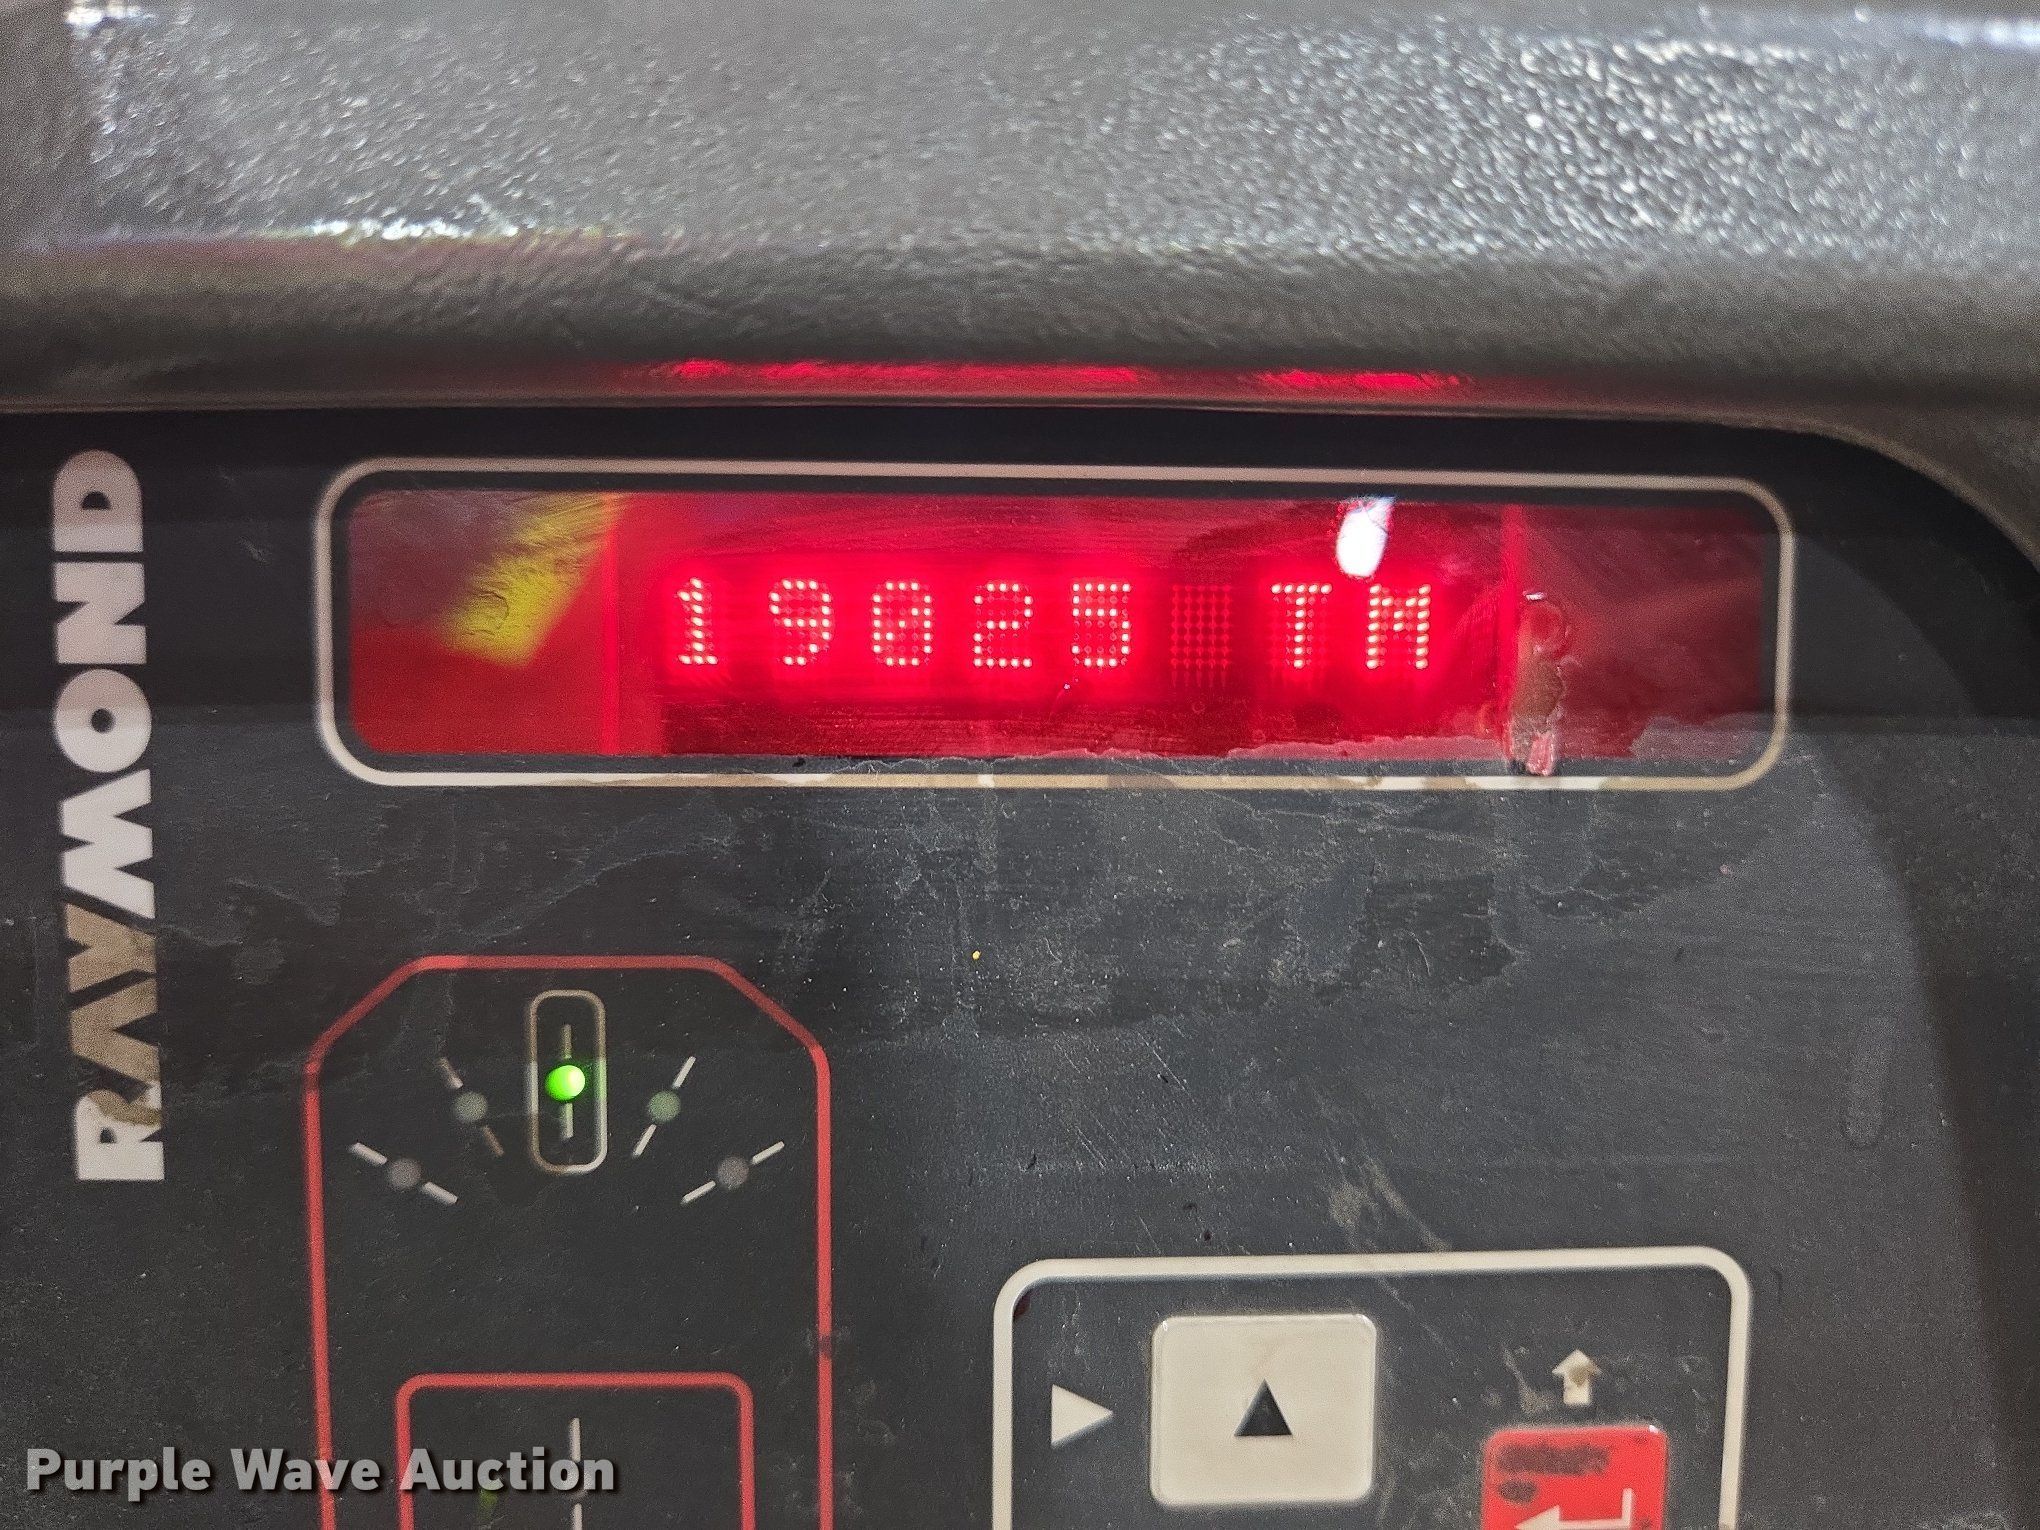 19025 TM
RAYMOND
Purple Wave Auction